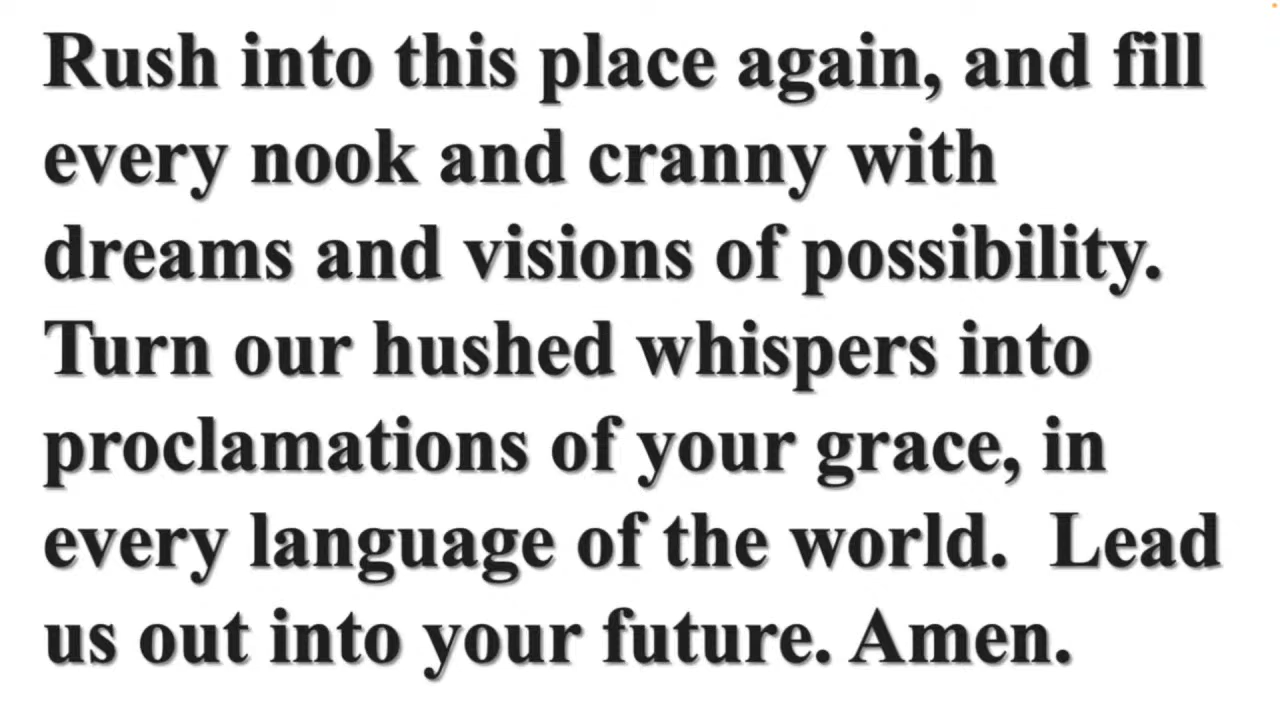 Rush into this place again, and fill
every nook and cranny with
dreams and visions of possibility.
Turn our hushed whispers into
proclamations of your grace, in
every language of the world.  Lead
us out into your future. Amen.